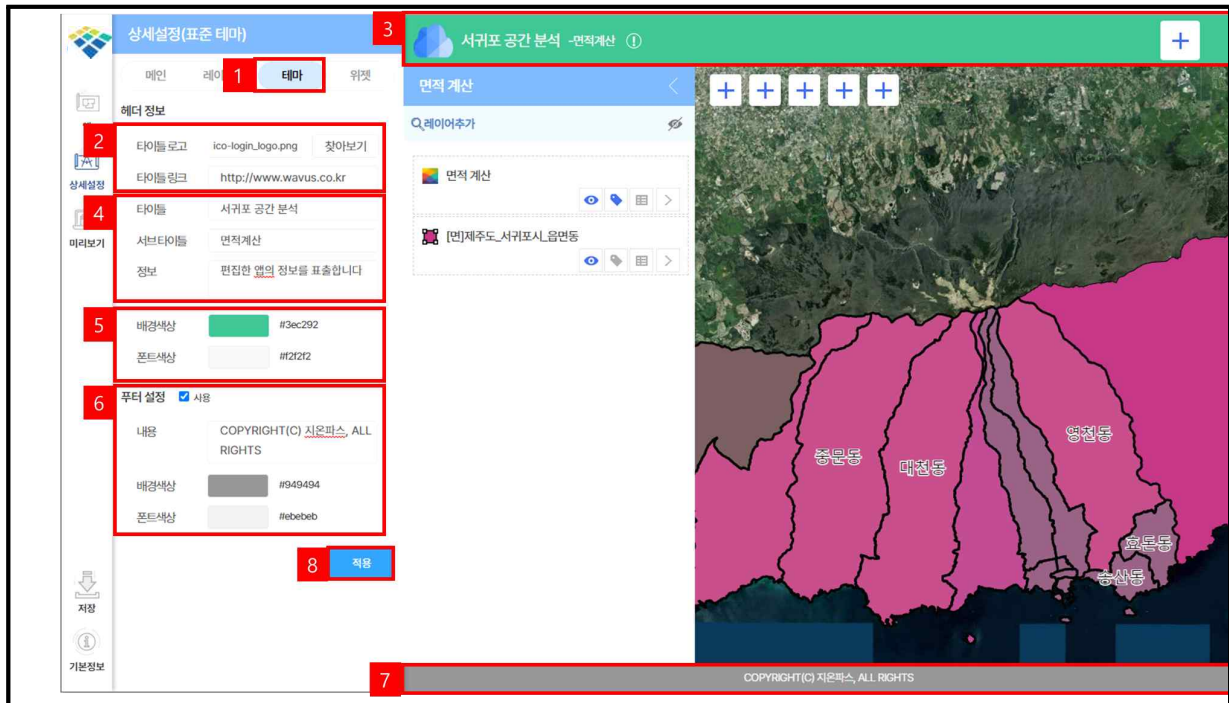 상세설정(표준 테마)
3
서귀포 공간 분석 -면적계산
메인
1
테마
위젯
면적 계산
헤더 정보
레이어추가
2
타이틀 로고
ico-login_logo.png
찾아보기
타이틀 링크
http://www.wavus.co.kr
면적 계산
상세설정
4
타이틀
서귀포 공간 분석
[면]제주도_서귀포시_읍면동
미리보기
서브타이틀
면적계산
정보
편집한 앱의 정보를 표출합니다
5
배경색상
#3ec292
폰트색상
#f2f2f2
6
푸터 설정
사용
내용
COPYRIGHT(C) 지온파스, ALL
RIGHTS
배경색상
#949494
폰트색상
#ebebeb
영천동
중문동
대천동
효돈동
송산동
8
적용
저장
기본정보
7
COPYRIGHT(C) 지온파스, ALL RIGHTS